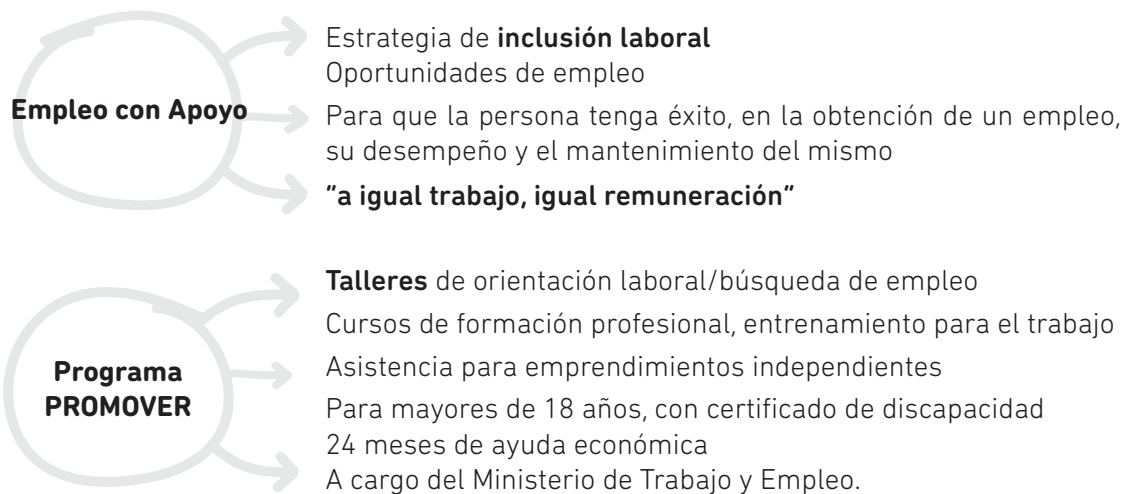 Empleo con Apoyo
Estrategia de inclusión laboral
Oportunidades de empleo
Para que la persona tenga éxito, en la obtención de un empleo,
su desempeño y el mantenimiento del mismo
“a igual trabajo, igual remuneración”
Programa
PROMOVER
Talleres de orientación laboral/búsqueda de empleo
Cursos de formación profesional, entrenamiento para el trabajo
Asistencia para emprendimientos independientes
Para mayores de 18 años, con certificado de discapacidad
24 meses de ayuda económica
A cargo del Ministerio de Trabajo y Empleo.